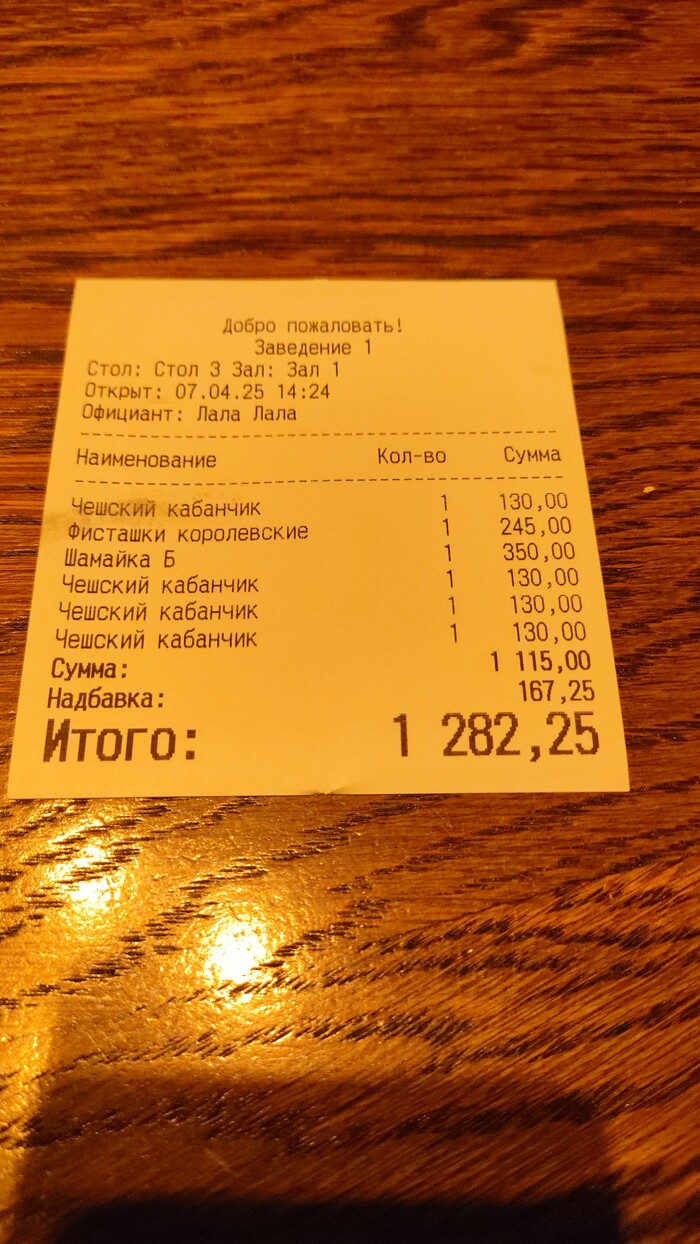 Добро пожаловать!
Заведение 1
Стол: Стол 3 Зал: Зал 1
Открыт: 07.04.25 14:24
Официант: Лала Лала
Наименование Кол-во Сумма
Чешский кабанчик 1 130,00
Фисташки королевские 1 245,00
Шамайка Б 1 350,00
Чешский кабанчик 1 130,00
Чешский кабанчик 1 130,00
Чешский кабанчик 1 130,00
Сумма: 1 115,00
Надбавка: 167,25
Итого: 1 282,25